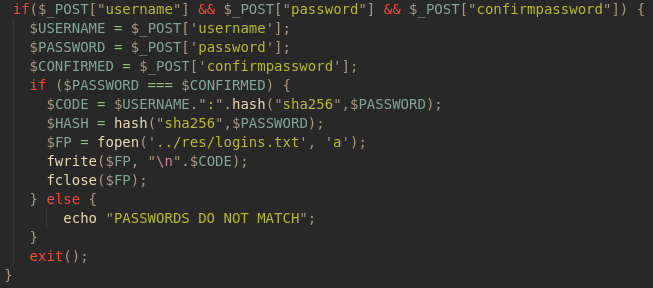 if($_POST["username"] && $_POST["password"] && $_POST["confirmpassword"]) {
$USERNAME = $_POST['username'];
$PASSWORD = $_POST['password'];
$CONFIRMED = $_POST['confirmpassword'];
if ($PASSWORD === $CONFIRMED) {
$CODE = $USERNAME.":".hash("sha256",$PASSWORD);
$HASH = hash("sha256",$PASSWORD);
$FP = fopen('../res/logins.txt', 'a');
fwrite($FP, "\n".$CODE);
fclose($FP);
} else {
echo "PASSWORDS DO NOT MATCH";
}
exit();
}